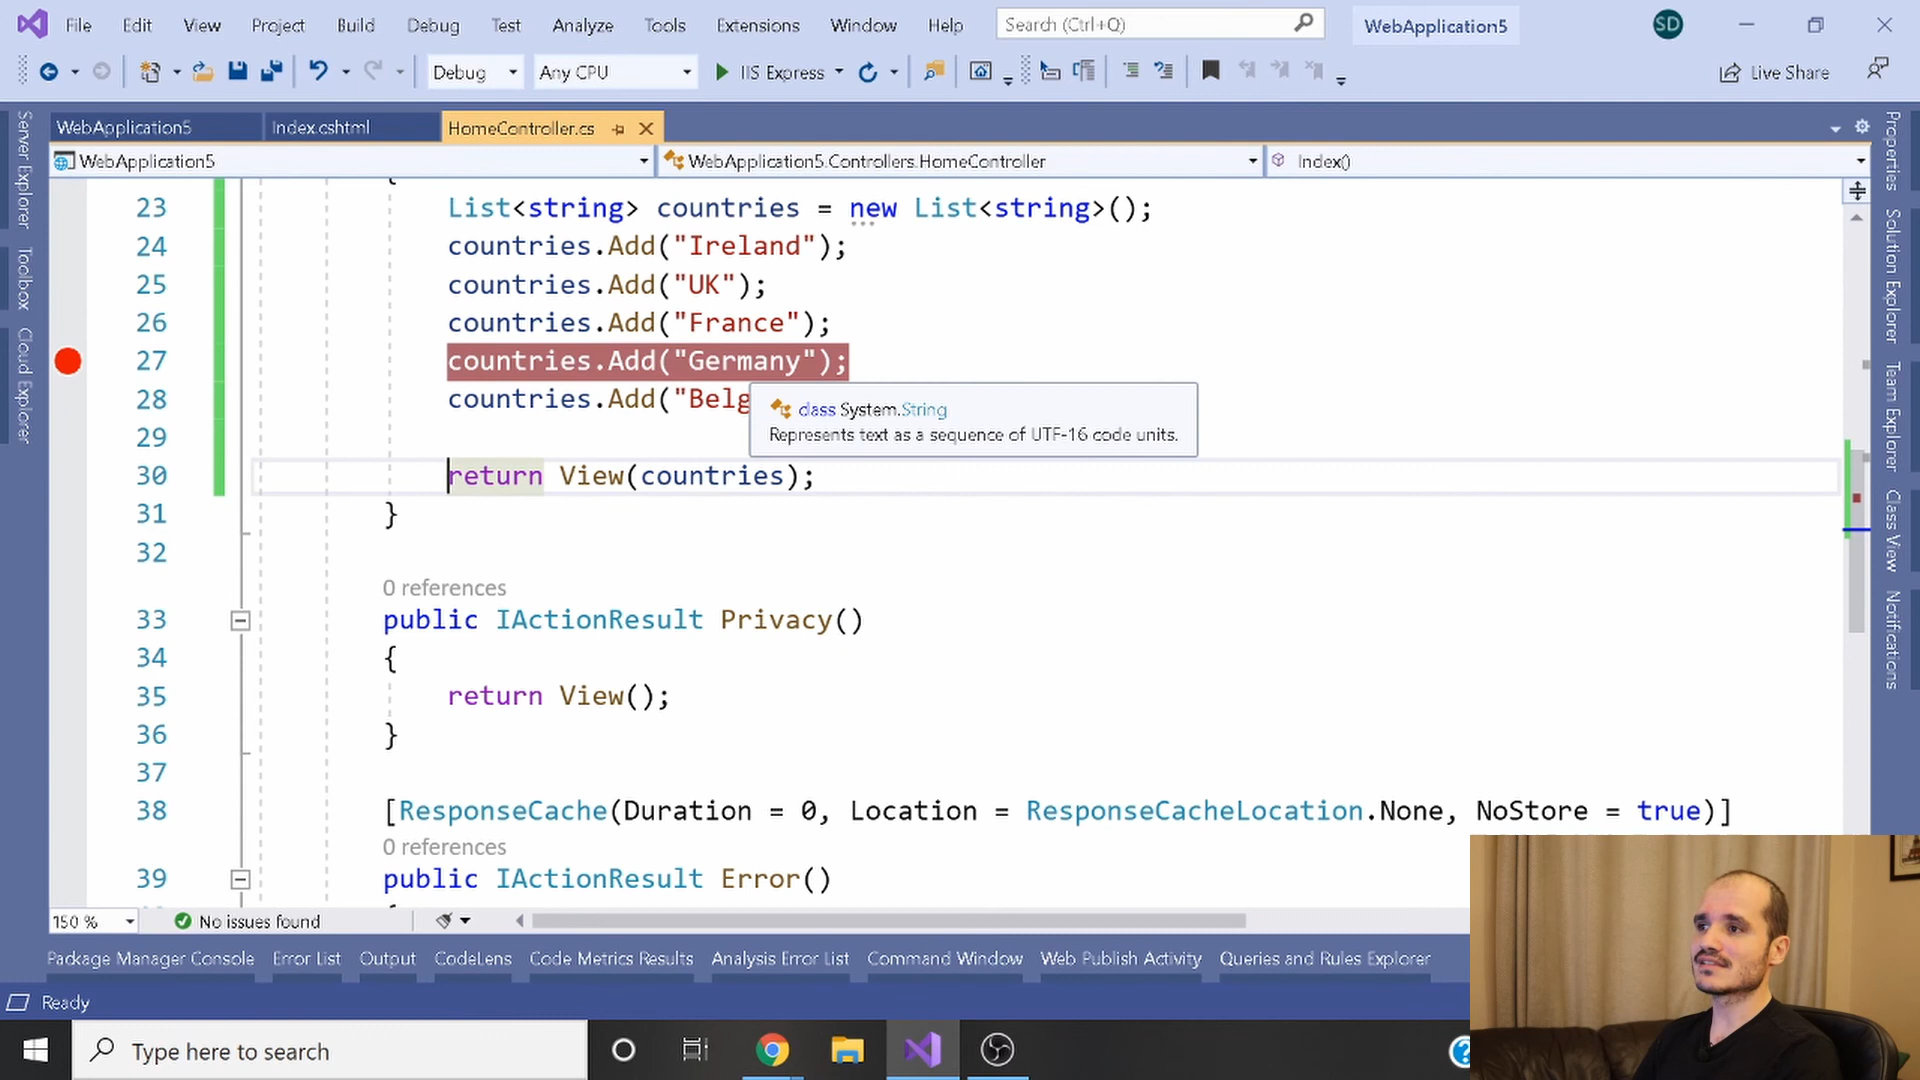 File Edit View Project Build Debug Test Analyze Tools Extensions Window Help Search (Ctrl+Q) WebApplication5 SD
Debug Any CPU IIS Express Live Share
WebApplication5 Index.cshtml HomeController.cs
WebApplication5 WebApplication5.Controllers.HomeController Index()
Server Explorer
Toolbox
Cloud Explorer
{
23 List<string> countries = new List<string>();
24 countries.Add("Ireland");
25 countries.Add("UK");
26 countries.Add("France");
27 countries.Add("Germany");
28 countries.Add("Belg
class System.String
Represents text as a sequence of UTF-16 code units.
29
30 return View(countries);
31 }
32
0 references
33 public IActionResult Privacy()
34 {
35 return View();
36 }
37
38 [ResponseCache(Duration = 0, Location = ResponseCacheLocation.None, NoStore = true)]
0 references
39 public IActionResult Error()
Properties
Solution Explorer
Team Explorer
Class View
Notifications
150 % No issues found
Package Manager Console Error List Output CodeLens Code Metrics Results Analysis Error List Command Window Web Publish Activity Queries and Rules Explorer
Ready
Type here to search